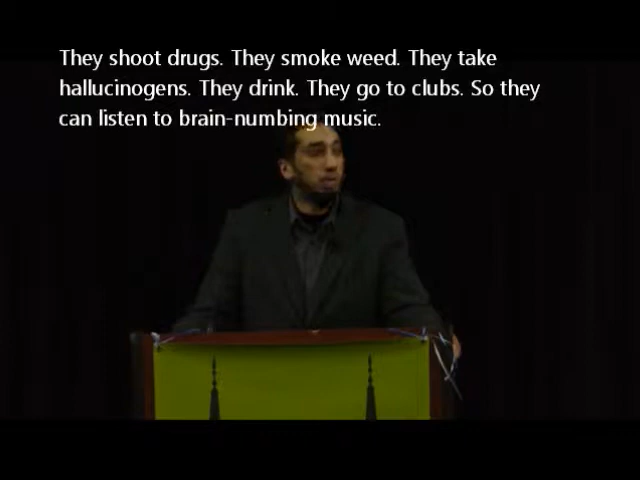 They shoot drugs. They smoke weed. They take
hallucinogens. They drink. They go to clubs. So they
can listen to brain-numbing music.